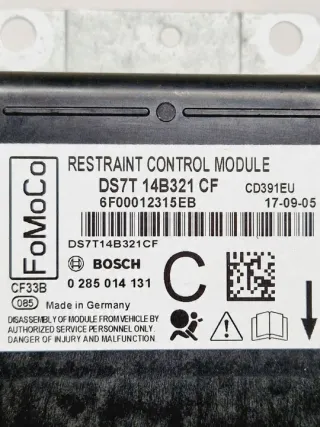 FoMoCo
RESTRAINT CONTROL MODULE
DS7T 14B321 CF CD391EU
6F00012315EB 17-09-05
DS7T14B321CF
BOSCH
0 285 014 131
C
CF33B
085 Made in Germany
DISASSEMBLY OF MODULE FROM VEHICLE BY
AUTHORIZED SERVICE PERSONNEL ONLY.
DANGER OF INJURY AND MALFUNCTION.